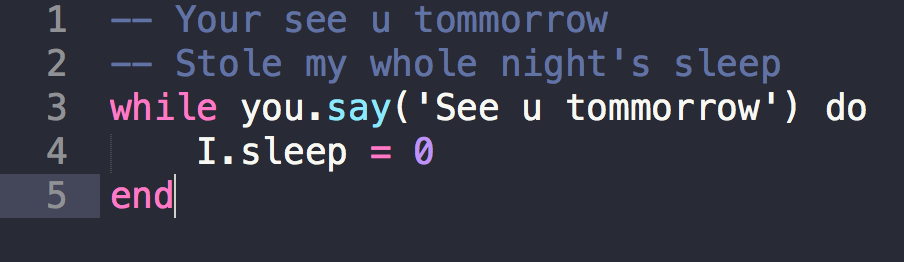 1 -- Your see u tommorrow
2 -- Stole my whole night's sleep
3 while you.say('See u tommorrow') do
4     I.sleep = 0
5 end